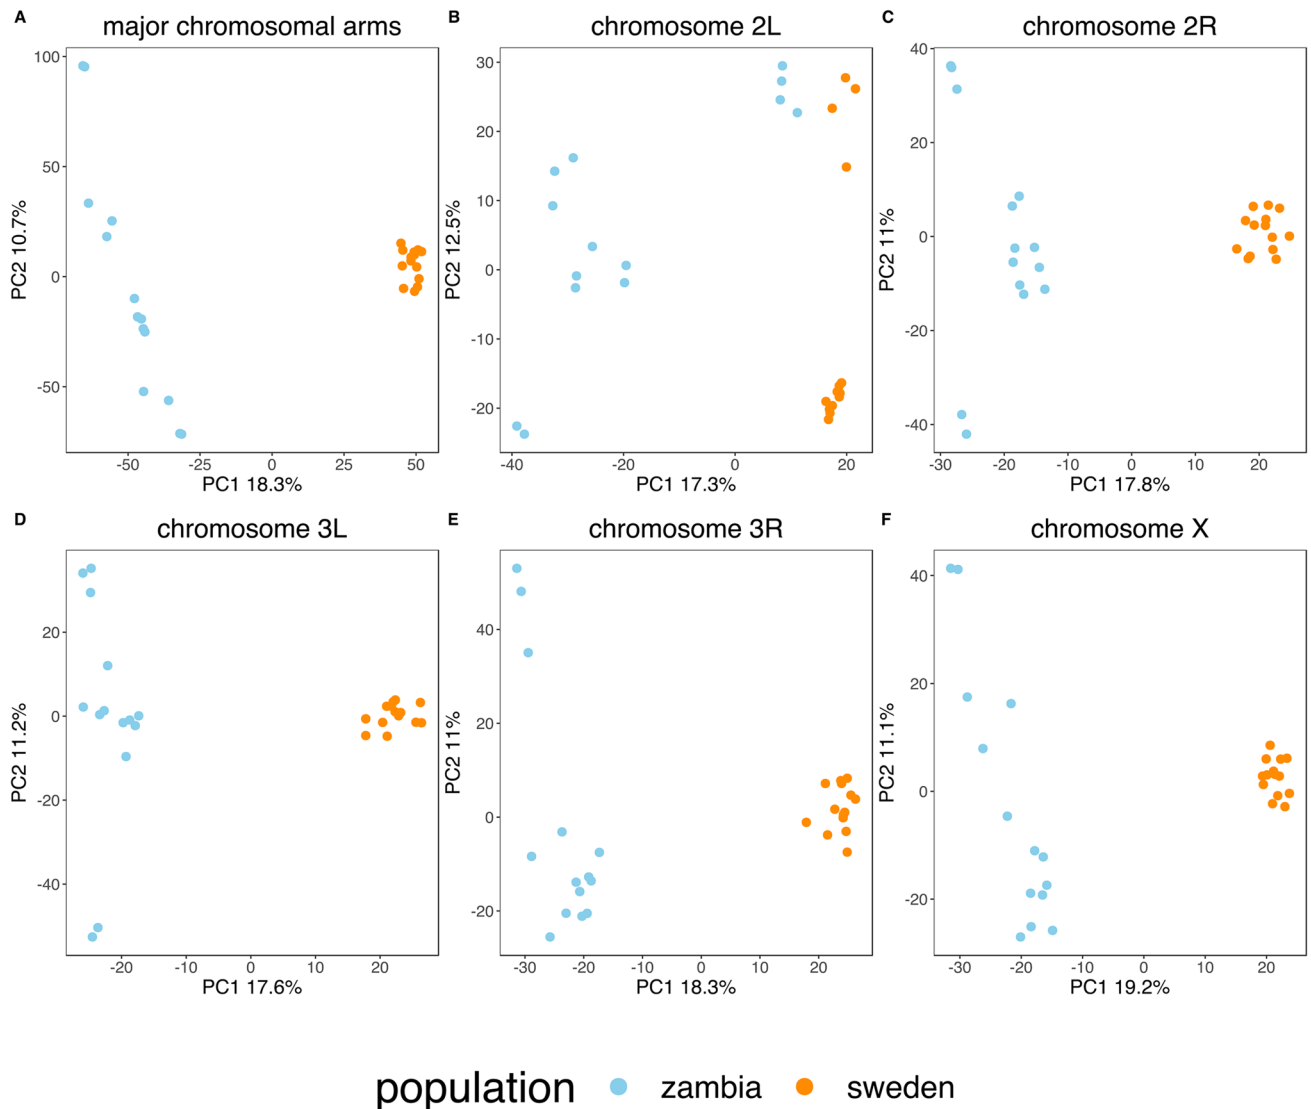 A major chromosomal arms
100
50
0
-50
-50 -25 0 25 50
PC1 18.3%
PC2 10.7%
B chromosome 2L
30
20
10
0
-10
-20
-40 -20 0 20
PC1 17.3%
PC2 12.5%
C chromosome 2R
40
20
0
-20
-40
-30 -20 -10 0 10 20
PC1 17.8%
PC2 11%
D chromosome 3L
20
0
-20
-40
-20 -10 0 10 20
PC1 17.6%
PC2 11.2%
E chromosome 3R
40
20
0
-20
-30 -20 -10 0 10 20
PC1 18.3%
PC2 11%
F chromosome X
40
20
0
-20
-30 -20 -10 0 10 20
PC1 19.2%
PC2 11.1%
population zambia sweden